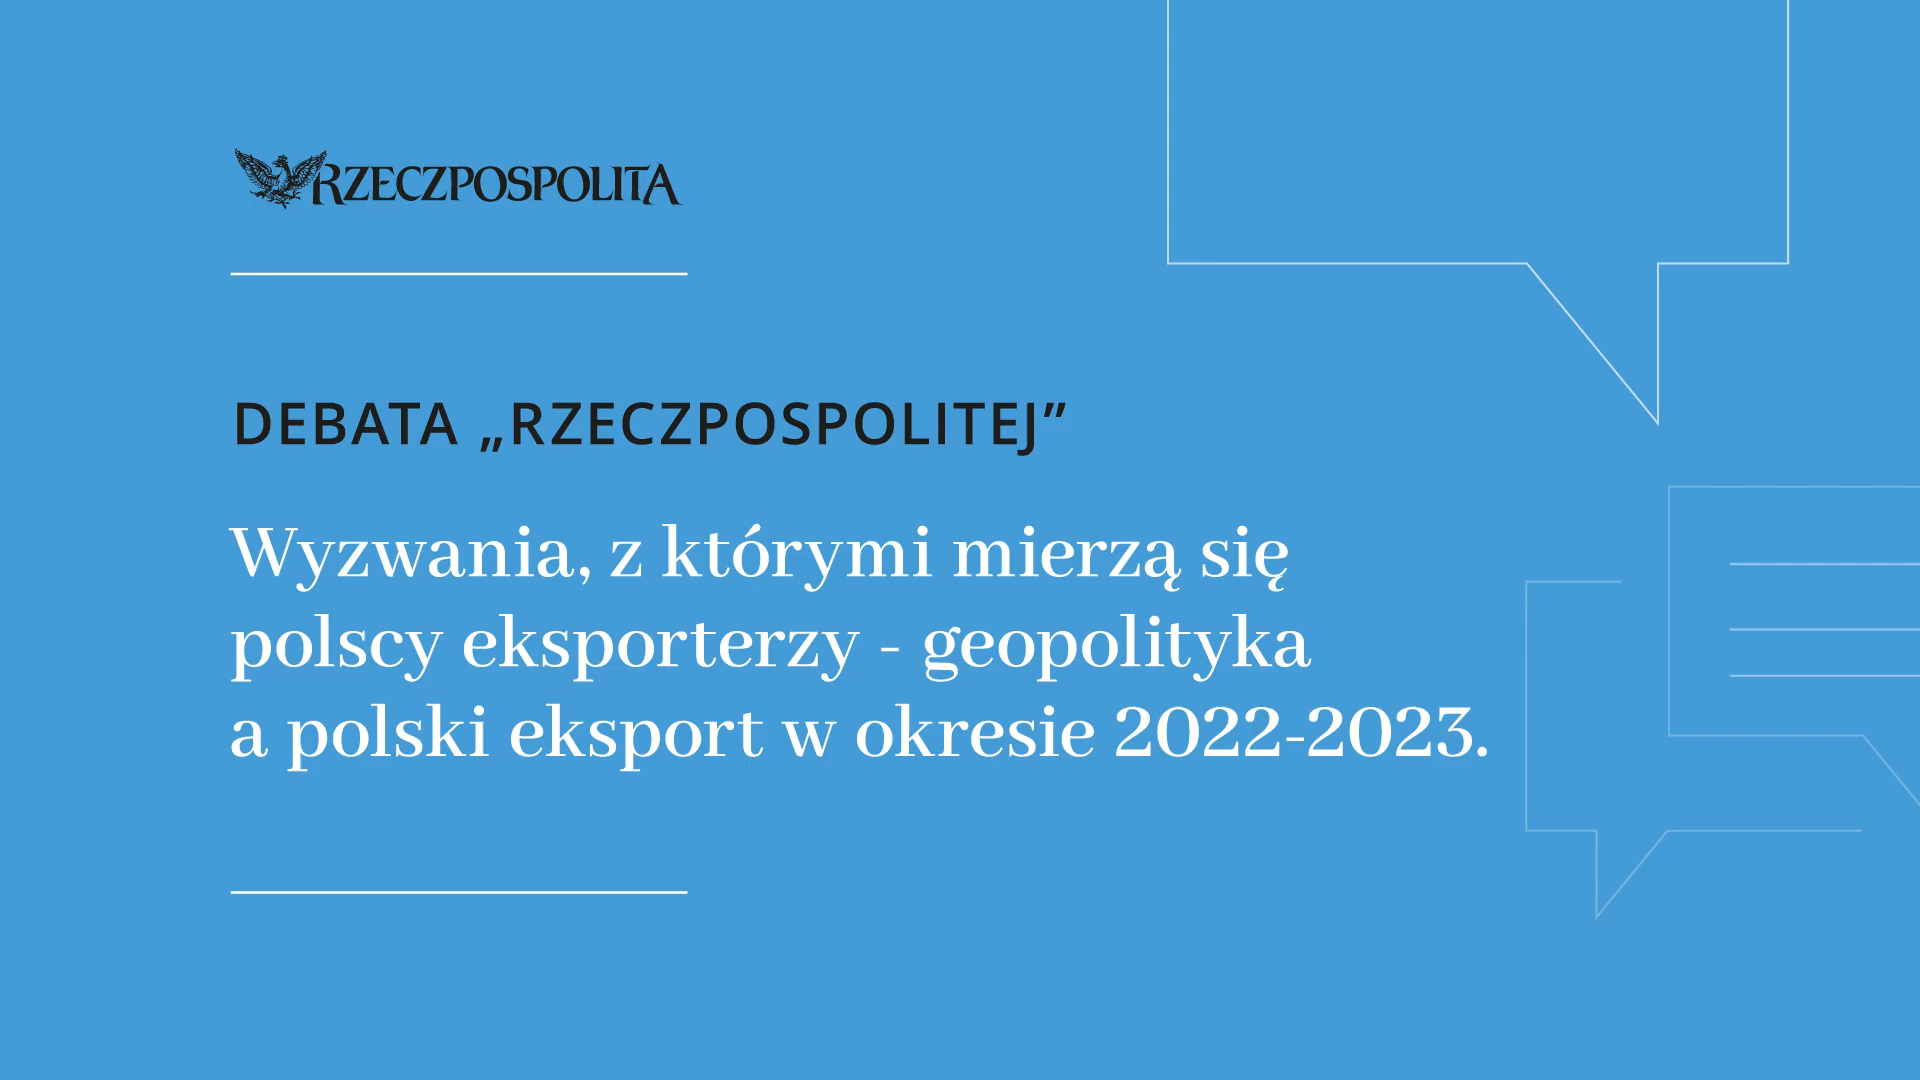 RZECZPOSPOLITA
DEBATA „RZECZPOSPOLITEJ”
Wyzwania, z którymi mierzą się
polscy eksporterzy - geopolityka
a polski eksport w okresie 2022-2023.